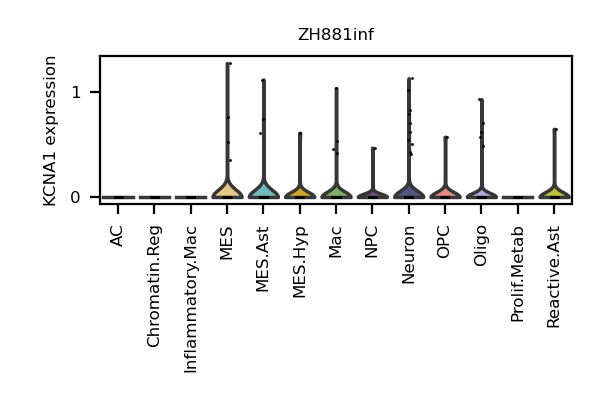 ZH881inf
KCNA1 expression
1
0
AC
Chromatin.Reg
Inflammatory.Mac
MES
MES.Ast
MES.Hyp
Mac
NPC
Neuron
OPC
Oligo
Prolif.Metab
Reactive.Ast